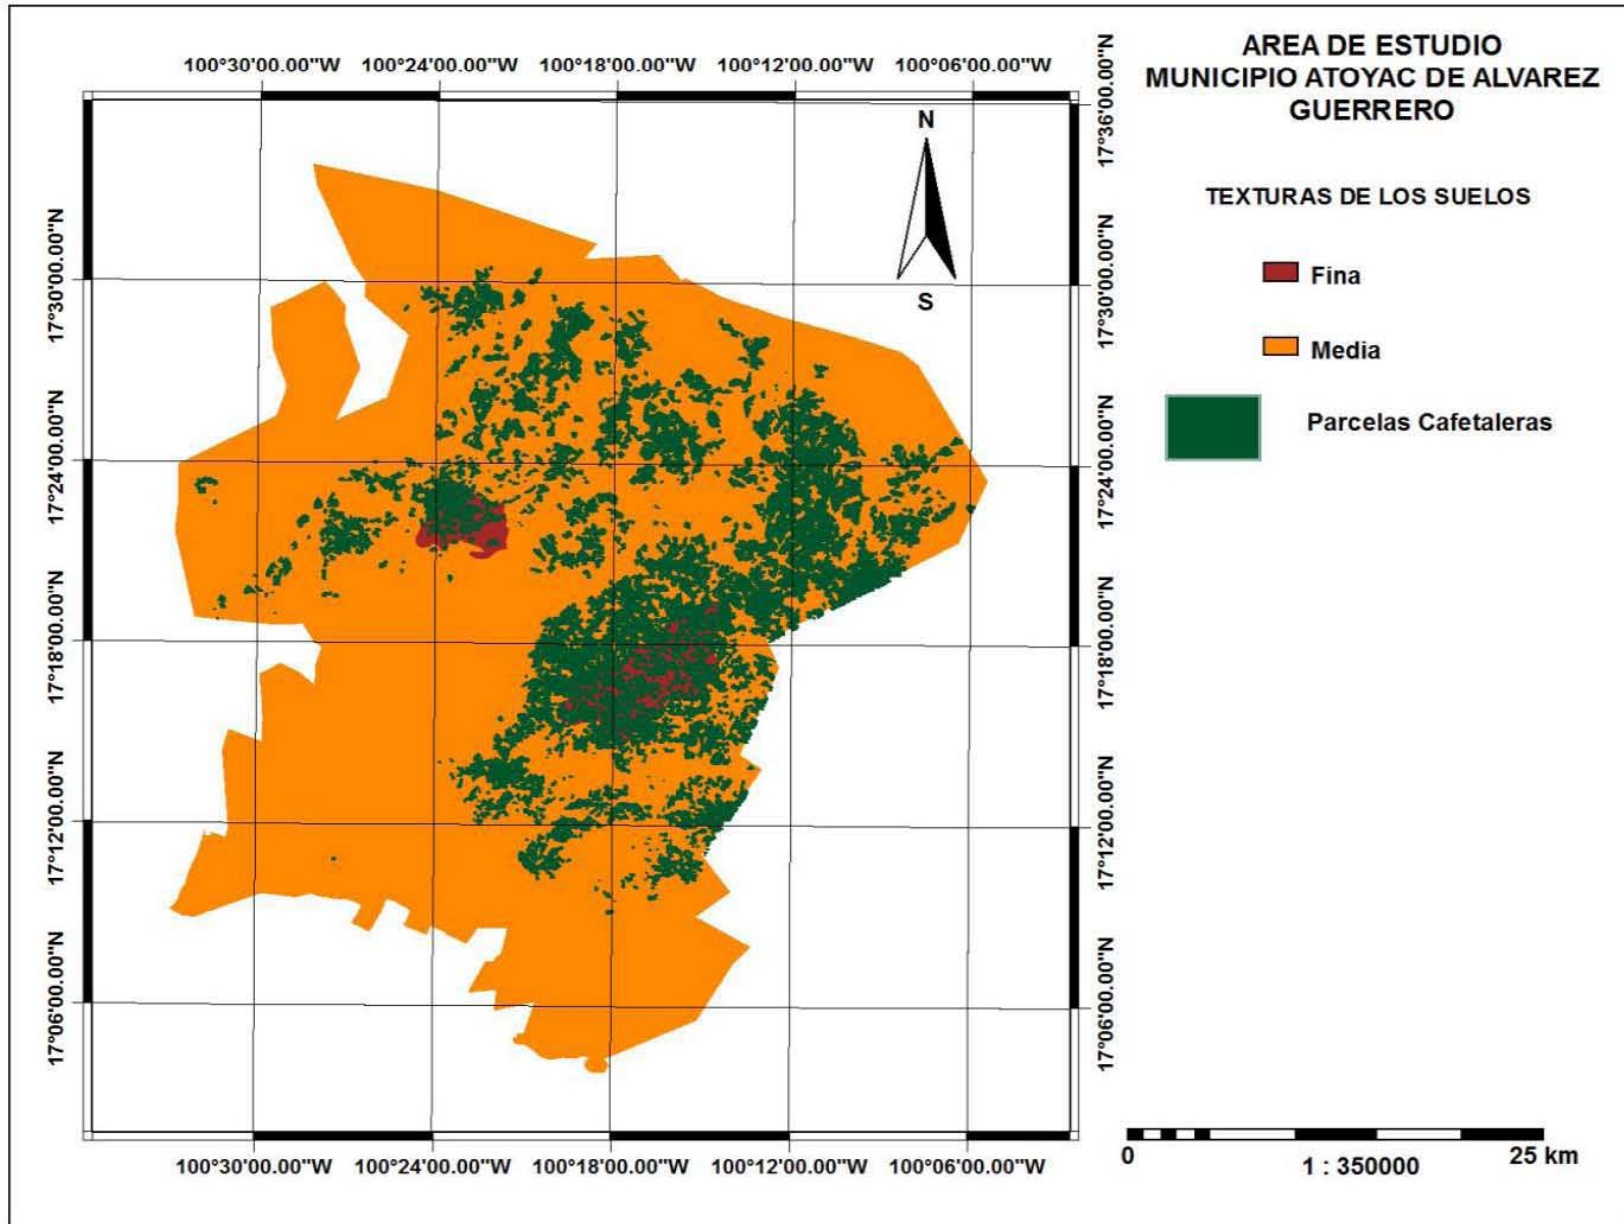 AREA DE ESTUDIO
MUNICIPIO ATOYAC DE ALVAREZ
GUERRERO
TEXTURAS DE LOS SUELOS
Fina
Media
Parcelas Cafetaleras
100°30'00.00"W 100°24'00.00"W 100°18'00.00"W 100°12'00.00"W 100°06'00.00"W
N
S
17°30'00.00"N
17°24'00.00"N
17°18'00.00"N
17°12'00.00"N
17°06'00.00"N
17°36'00.00"N
17°30'00.00"N
17°24'00.00"N
17°18'00.00"N
17°12'00.00"N
17°06'00.00"N
100°30'00.00"W 100°24'00.00"W 100°18'00.00"W 100°12'00.00"W 100°06'00.00"W
0 25 km
1 : 350000